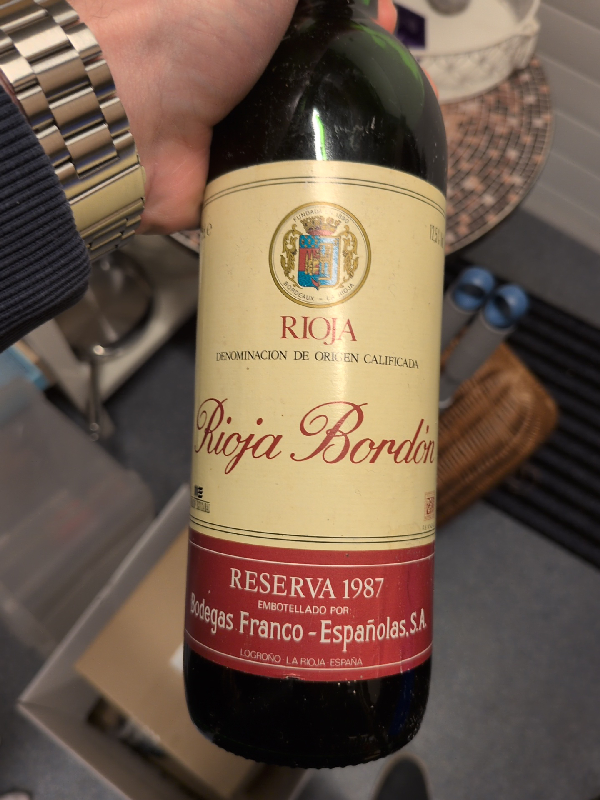 RIOJA
DENOMINACION DE ORIGEN CALIFICADA
Rioja Bordón
RESERVA 1987
EMBOTELLADO POR
Bodegas Franco-Españolas, S.A.
LOGROÑO LA RIOJA ESPAÑA